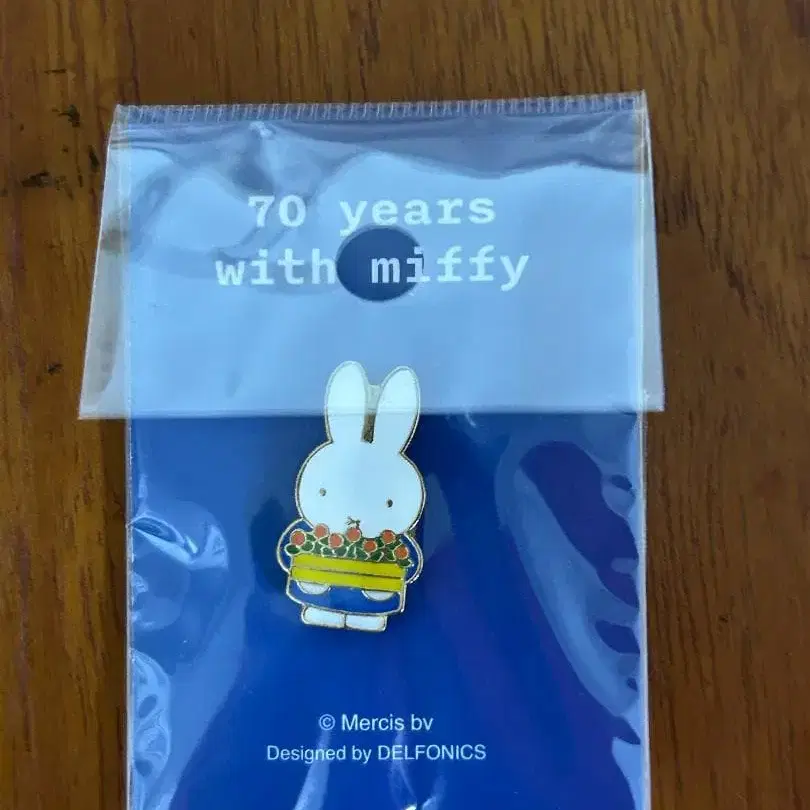 70 years
with miffy
© Mercis bv
Designed by DELFONICS